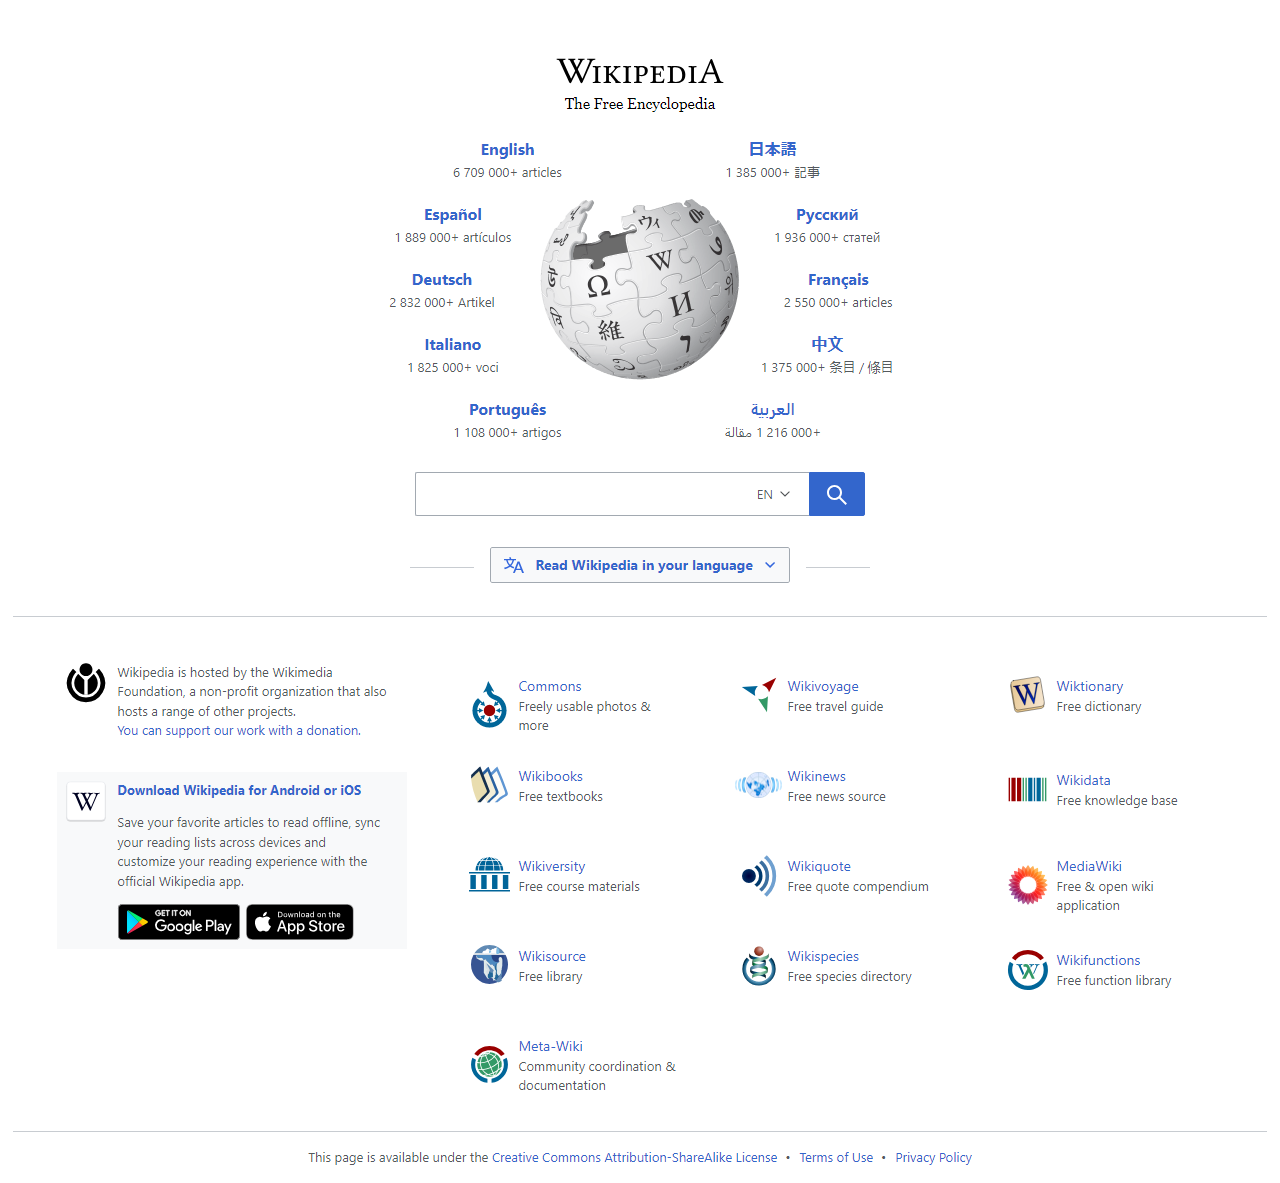 WIKIPEDIA
The Free Encyclopedia
English
6 709 000+ articles
日本語
1 385 000+ 記事
Español
1 889 000+ artículos
Русский
1 936 000+ статей
Deutsch
2 832 000+ Artikel
Français
2 550 000+ articles
Italiano
1 825 000+ voci
中文
1 375 000+ 条目 / 條目
Português
1 108 000+ artigos
العربية
1 216 000+ مقالة
Ω
W
И
維
ウィ
EN
Read Wikipedia in your language
Wikipedia is hosted by the Wikimedia
Foundation, a non-profit organization that also
hosts a range of other projects.
You can support our work with a donation.
W
Download Wikipedia for Android or iOS
Save your favorite articles to read offline, sync
your reading lists across devices and
customize your reading experience with the
official Wikipedia app.
GET IT ON
Google Play
Download on the
App Store
Commons
Freely usable photos &
more
Wikivoyage
Free travel guide
W
Wiktionary
Free dictionary
Wikibooks
Free textbooks
Wikinews
Free news source
Wikidata
Free knowledge base
Wikiversity
Free course materials
Wikiquote
Free quote compendium
MediaWiki
Free & open wiki
application
Wikisource
Free library
Wikispecies
Free species directory
Wikifunctions
Free function library
Meta-Wiki
Community coordination &
documentation
This page is available under the Creative Commons Attribution-ShareAlike License • Terms of Use • Privacy Policy